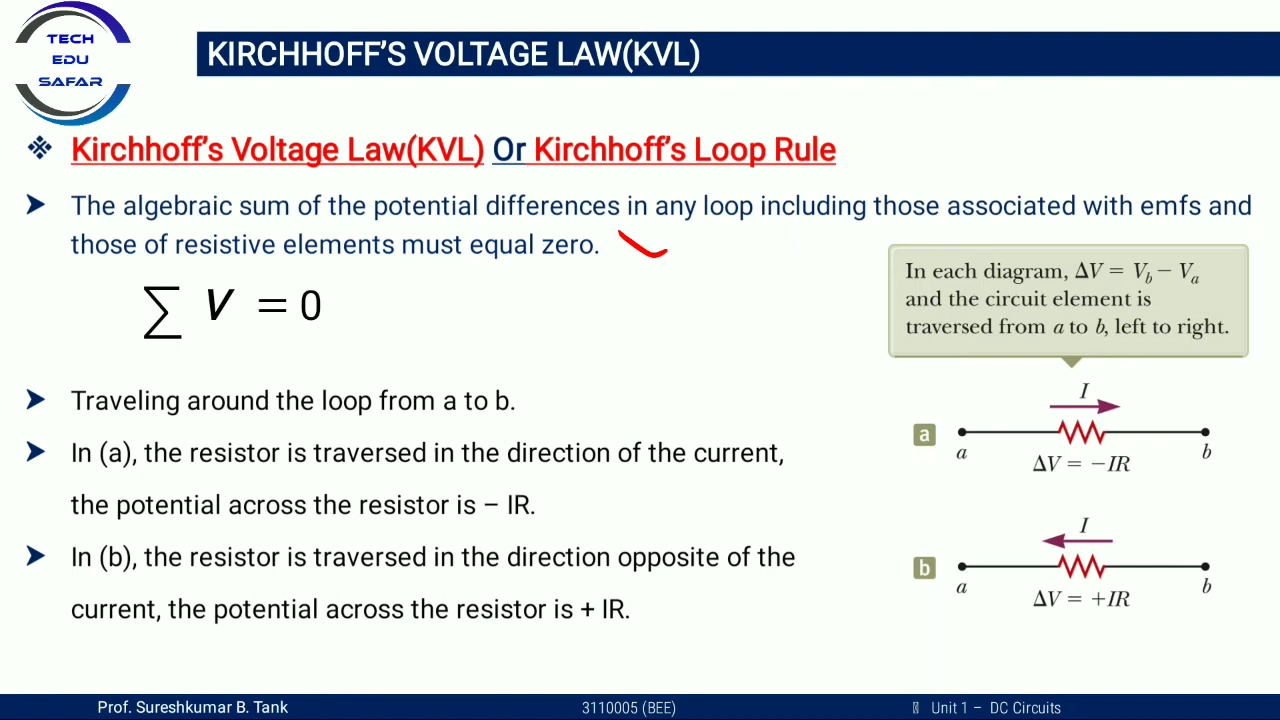 TECH
EDU
SAFAR
KIRCHHOFF'S VOLTAGE LAW(KVL)
Kirchhoff's Voltage Law(KVL) Or Kirchhoff's Loop Rule
The algebraic sum of the potential differences in any loop including those associated with emfs and
those of resistive elements must equal zero.
∑ V = 0
In each diagram, ΔV = V_b − V_a
and the circuit element is
traversed from a to b, left to right.
Traveling around the loop from a to b.
In (a), the resistor is traversed in the direction of the current,
the potential across the resistor is – IR.
In (b), the resistor is traversed in the direction opposite of the
current, the potential across the resistor is + IR.
I
a
a
b
ΔV = −IR
I
b
a
b
ΔV = +IR
Prof. Sureshkumar B. Tank
3110005 (BEE)
Unit 1 – DC Circuits